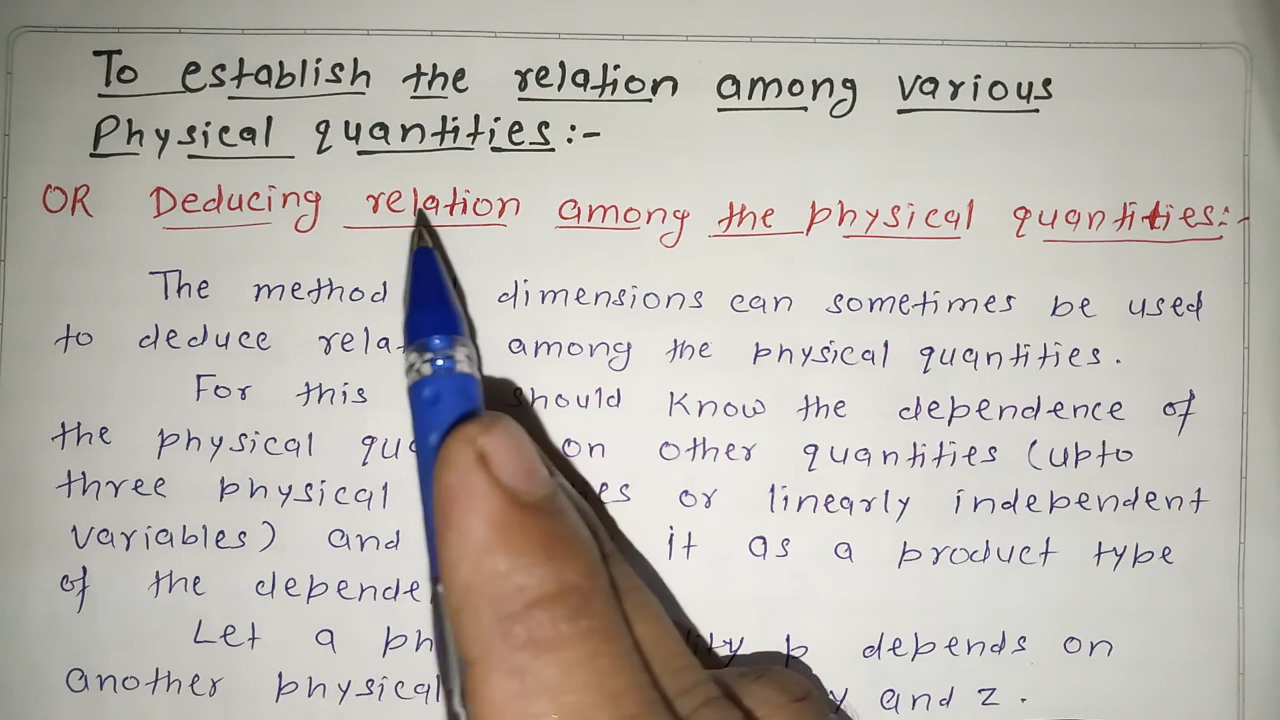 To establish the relation among various
Physical quantities:-
OR Deducing relation among the physical quantities:-
The method dimensions can sometimes be used
to deduce among the physical quantities.
For this should know the dependence of
the physical on other quantities (upto
three physical or linearly independent
variables) and it as a product type
of the
Let a p depends on
another physical and z.